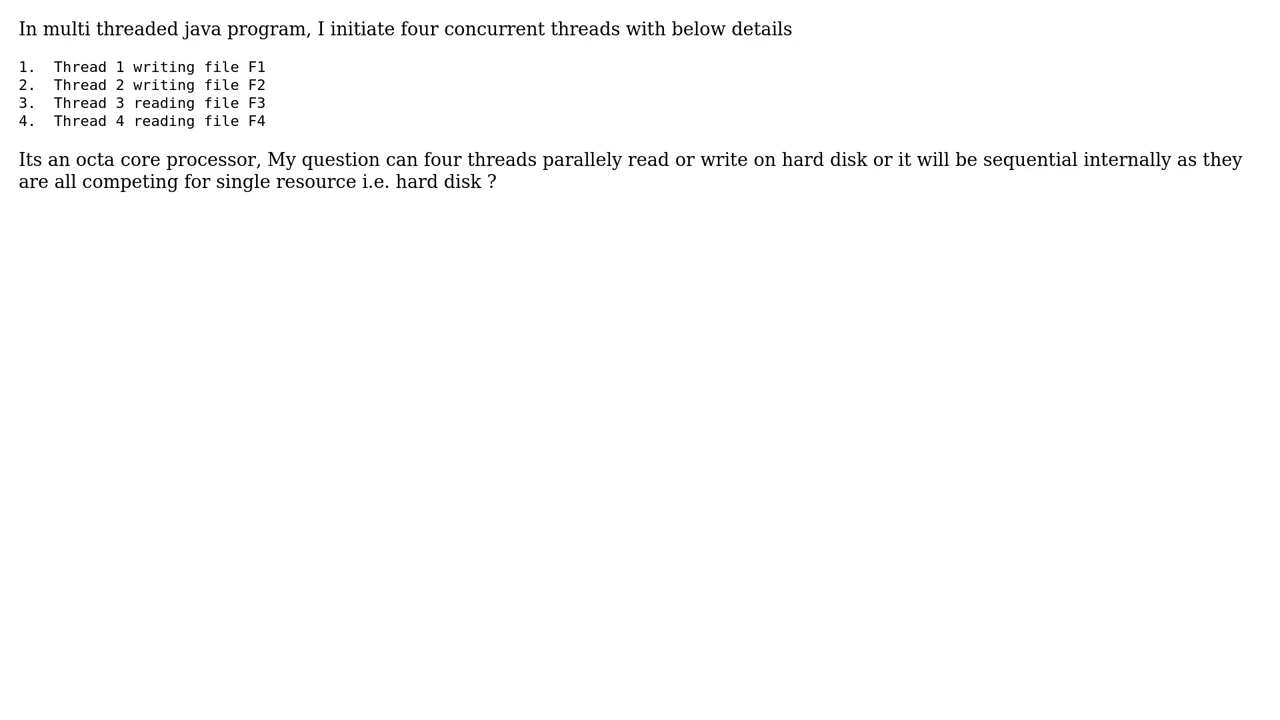 In multi threaded java program, I initiate four concurrent threads with below details
1.  Thread 1 writing file F1
2.  Thread 2 writing file F2
3.  Thread 3 reading file F3
4.  Thread 4 reading file F4
Its an octa core processor, My question can four threads parallely read or write on hard disk or it will be sequential internally as they
are all competing for single resource i.e. hard disk ?